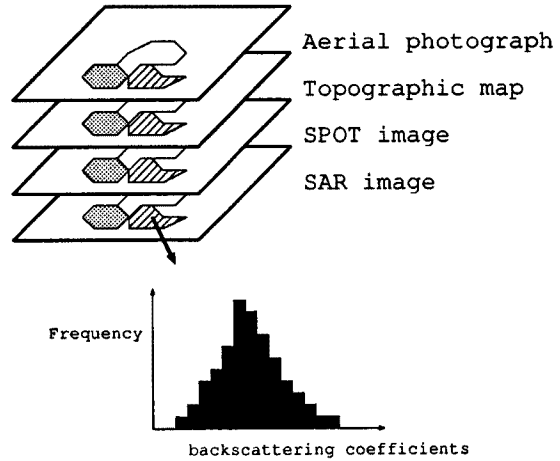 Aerial photograph
Topographic map
SPOT image
SAR image
Frequency
backscattering coefficients